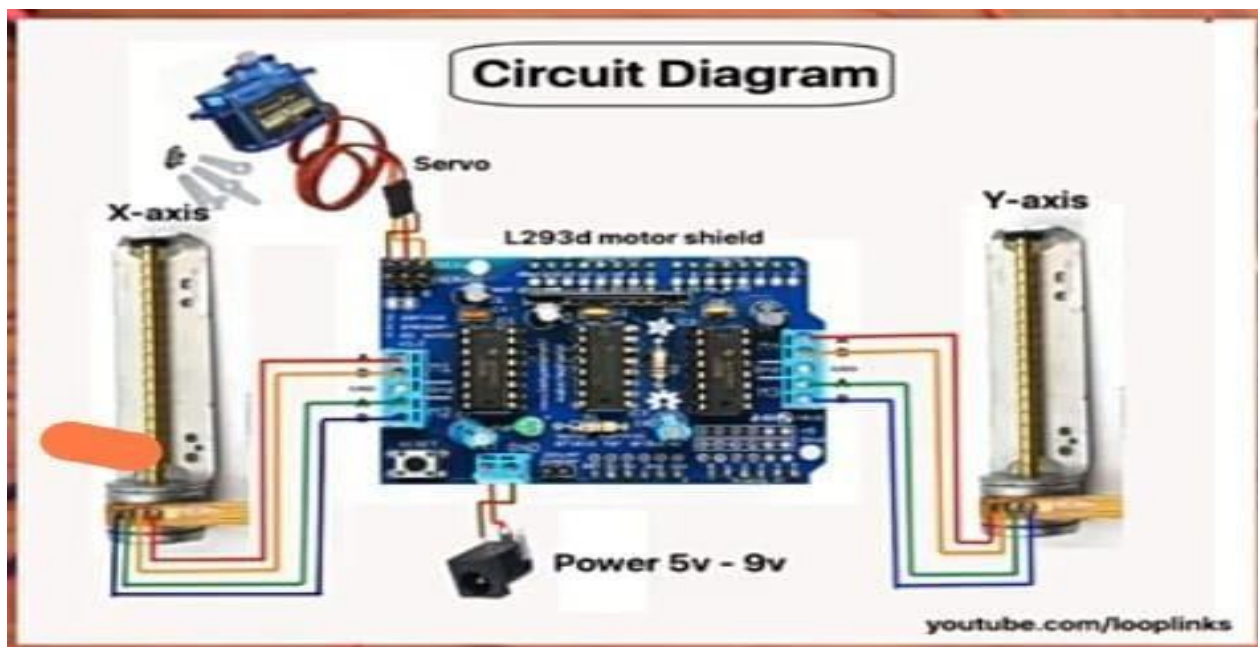 Circuit Diagram
Servo
X-axis
Y-axis
L293d motor shield
Power 5v - 9v
youtube.com/looplinks